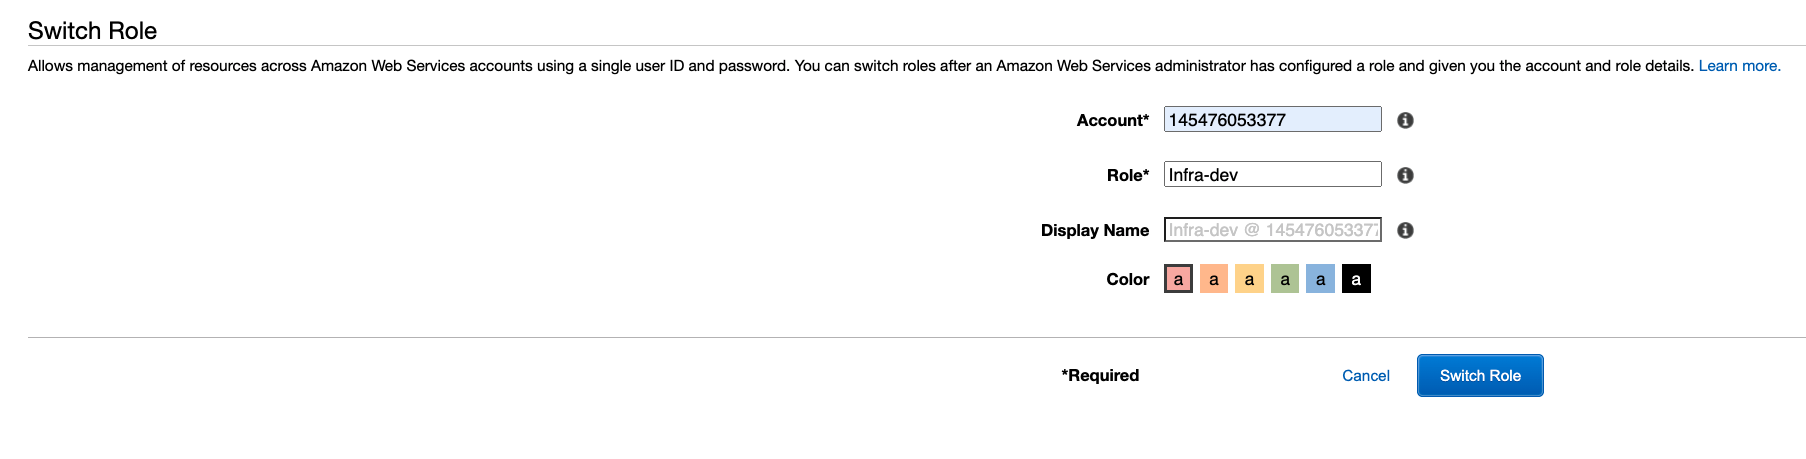 Switch Role
Allows management of resources across Amazon Web Services accounts using a single user ID and password. You can switch roles after an Amazon Web Services administrator has configured a role and given you the account and role details. Learn more.
Account* 145476053377
Role* Infra-dev
Display Name Infra-dev @ 145476053377
Color a a a a a a
*Required Cancel Switch Role